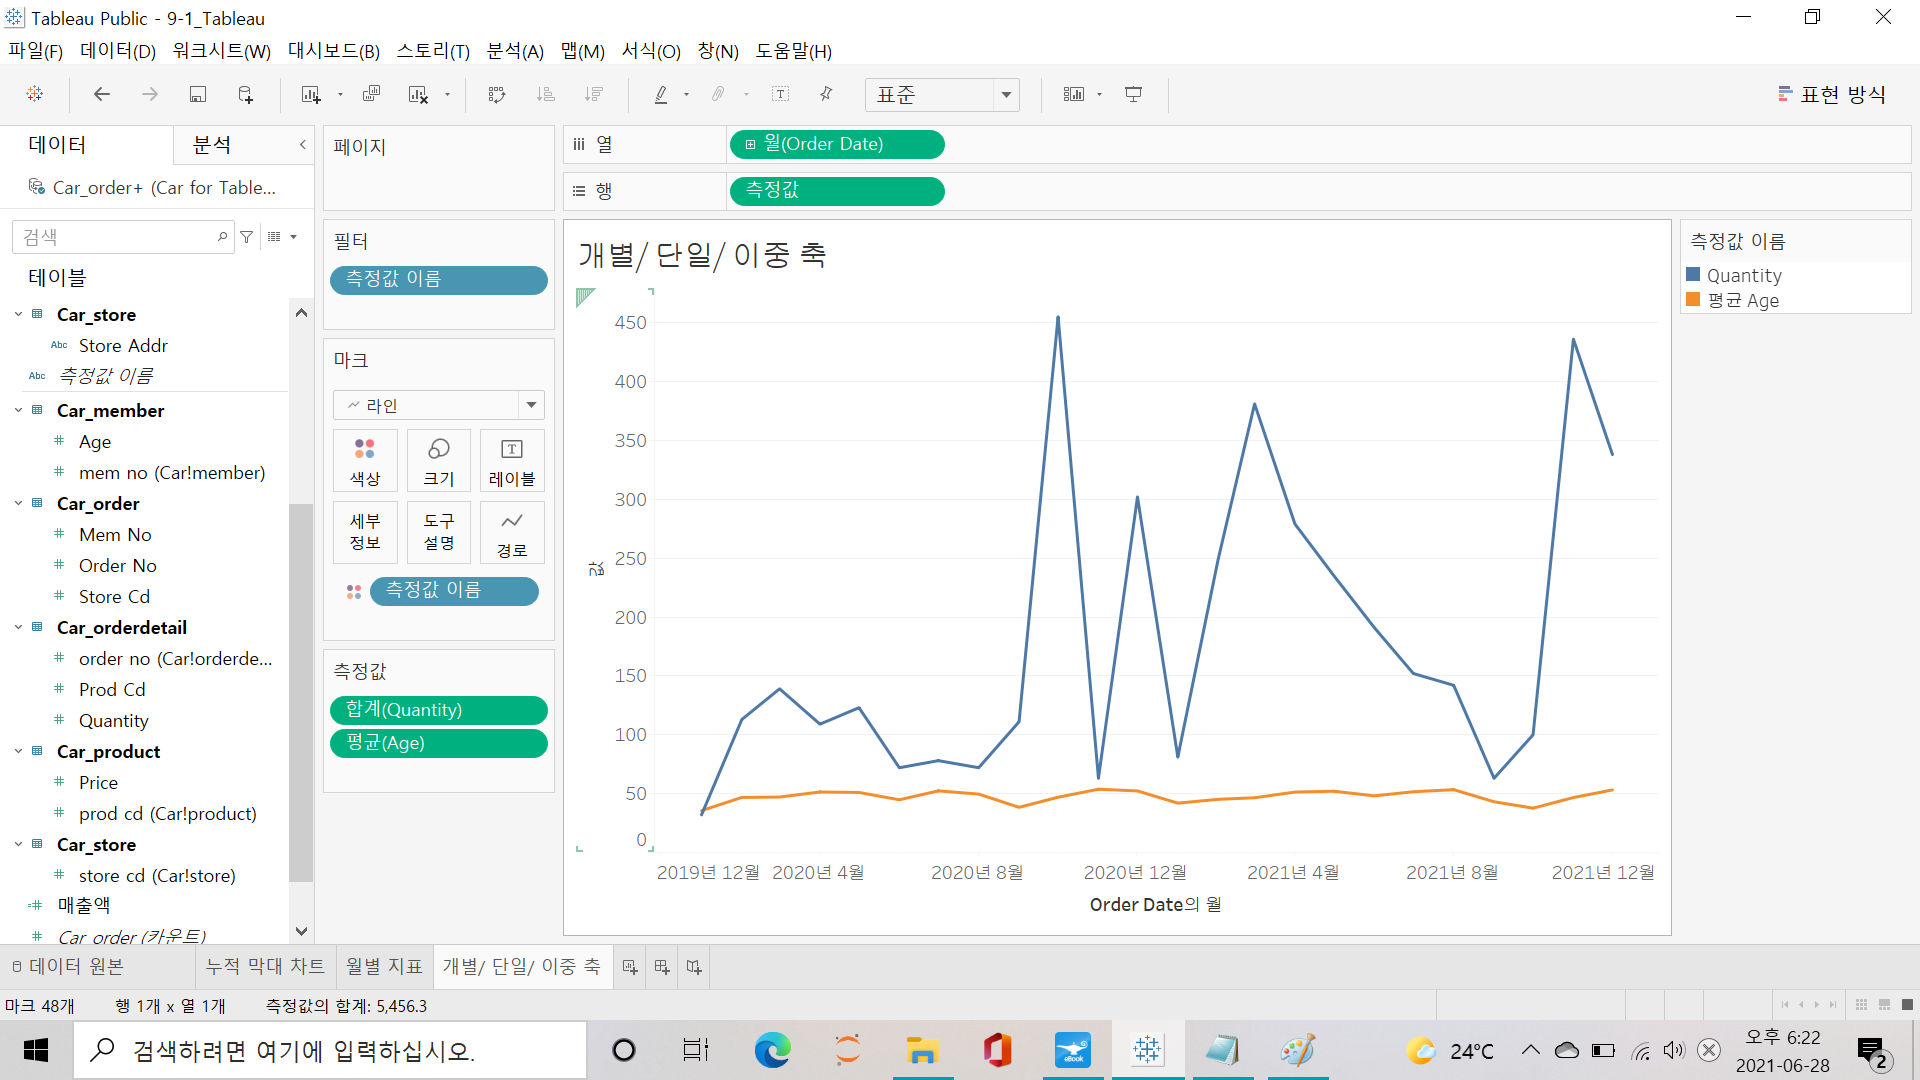 Tableau Public - 9-1_Tableau
파일(F) 데이터(D) 워크시트(W) 대시보드(B) 스토리(T) 분석(A) 맵(M) 서식(O) 창(N) 도움말(H)
표준
표현 방식
데이터
분석
Car_order+ (Car for Table...
검색
테이블
Car_store
Abc Store Addr
Abc 측정값 이름
Car_member
Age
mem no (Car!member)
Car_order
Mem No
Order No
Store Cd
Car_orderdetail
order no (Car!orderde...
Prod Cd
Quantity
Car_product
Price
prod cd (Car!product)
Car_store
store cd (Car!store)
매출액
Car order (카운트)
페이지
필터
측정값 이름
마크
라인
색상
크기
레이블
세부 정보
도구 설명
경로
측정값 이름
측정값
합계(Quantity)
평균(Age)
열
월(Order Date)
행
측정값
개별/ 단일/ 이중 축
450
400
350
300
250
200
150
100
50
0
값
2019년 12월 2020년 4월 2020년 8월 2020년 12월 2021년 4월 2021년 8월 2021년 12월
Order Date의 월
측정값 이름
Quantity
평균 Age
데이터 원본
누적 막대 차트
월별 지표
개별/ 단일/ 이중 축
마크 48개 행 1개 x 열 1개 측정값의 합계: 5,456.3
검색하려면 여기에 입력하십시오.
eBook
24℃
오후 6:22
2021-06-28
2